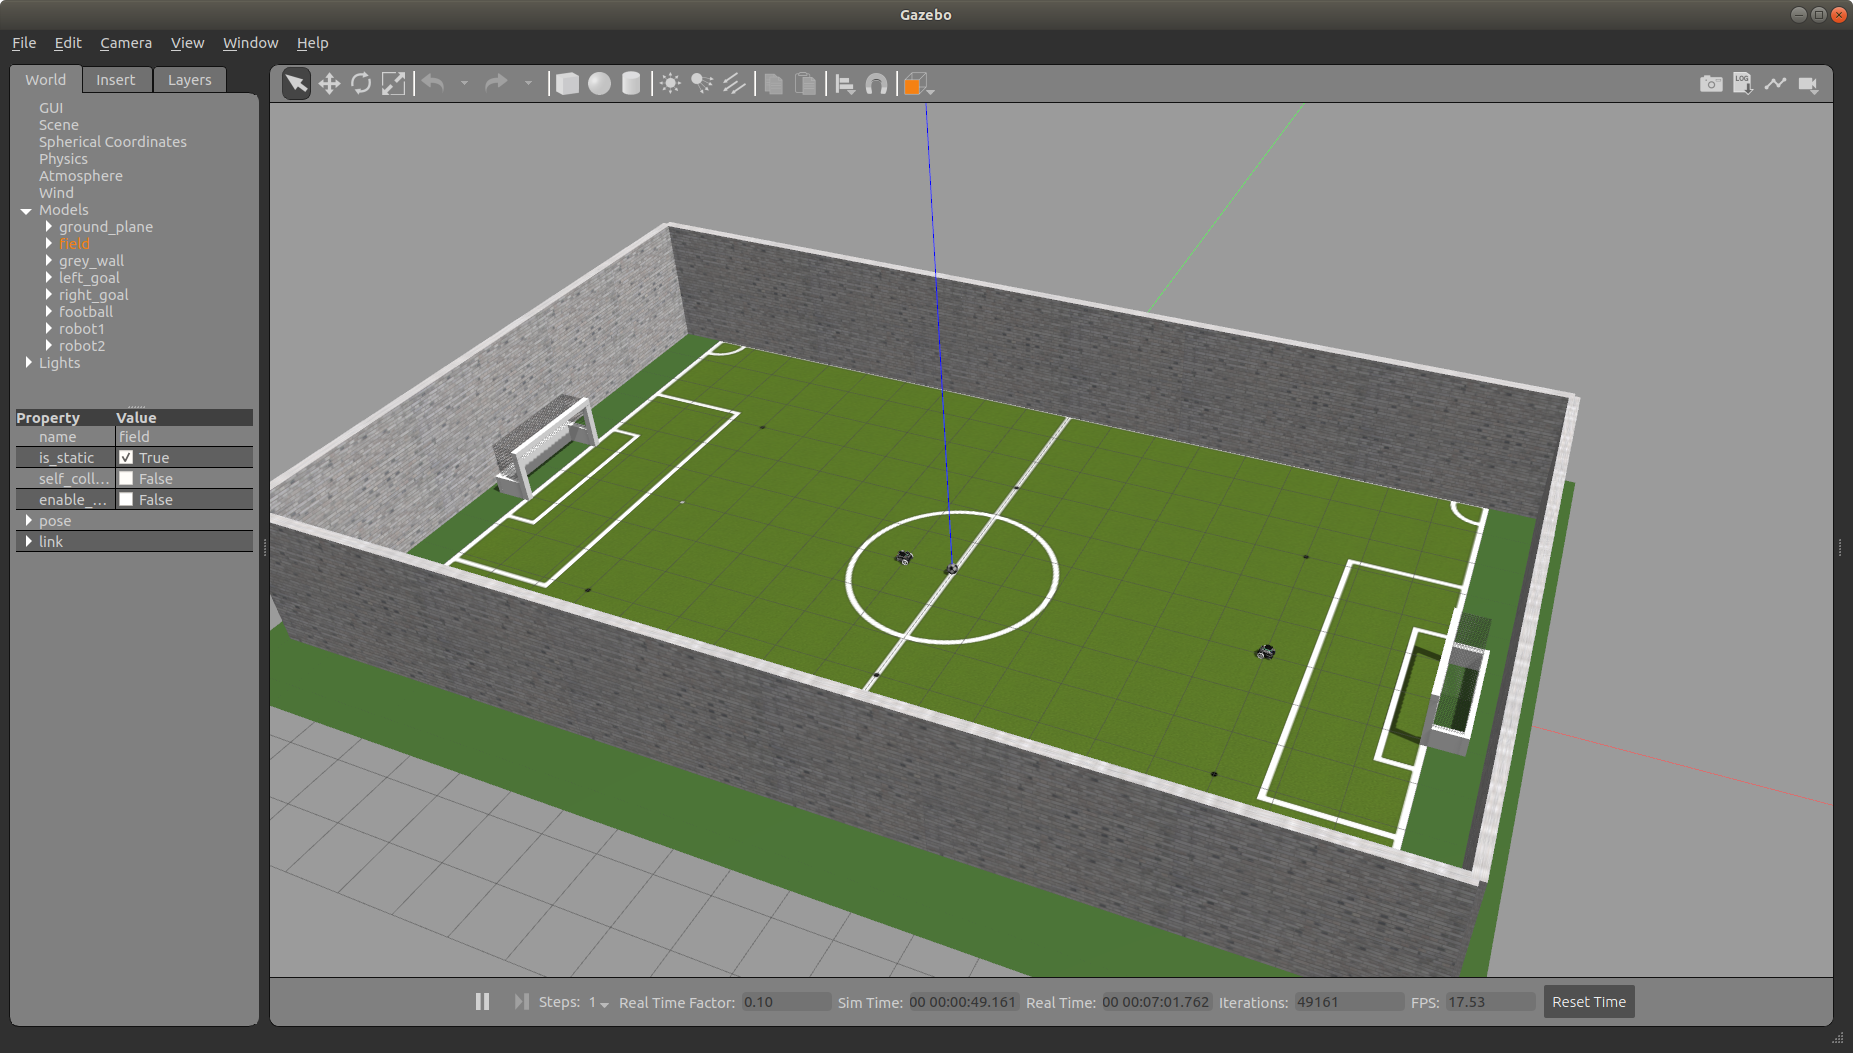 Gazebo
File Edit Camera View Window Help
World Insert Layers
LOG
GUI
Scene
Spherical Coordinates
Physics
Atmosphere
Wind
Models
ground_plane
field
grey_wall
left_goal
right_goal
football
robot1
robot2
Lights
Property Value
name field
is_static True
self_coll... False
enable_... False
pose
link
Steps: 1 Real Time Factor: 0.10 Sim Time: 00 00:00:49.161 Real Time: 00 00:07:01.762 Iterations: 49161 FPS: 17.53 Reset Time